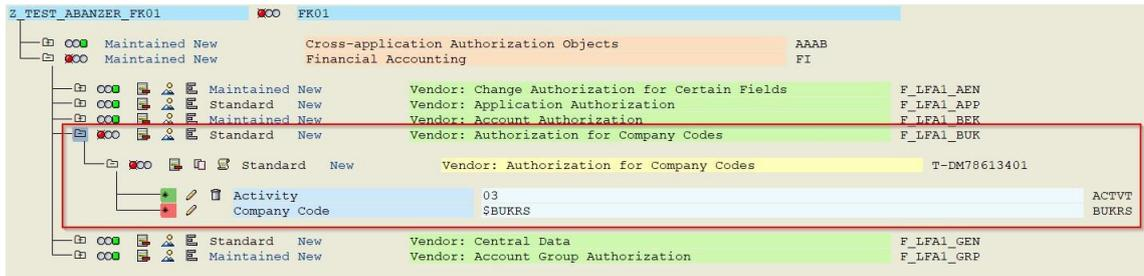 Z_TEST_ABANZER_FK01 FK01
Maintained New Cross-application Authorization Objects AAAB
Maintained New Financial Accounting FI
Maintained New Vendor: Change Authorization for Certain Fields F_LFA1_AEN
Standard New Vendor: Application Authorization F_LFA1_APP
Maintained New Vendor: Account Authorization F_LFA1_BEK
Standard New Vendor: Authorization for Company Codes F_LFA1_BUK
Standard New Vendor: Authorization for Company Codes T-DM78613401
Activity 03 ACTVT
Company Code $BUKRS BUKRS
Standard New Vendor: Central Data F_LFA1_GEN
Maintained New Vendor: Account Group Authorization F_LFA1_GRP